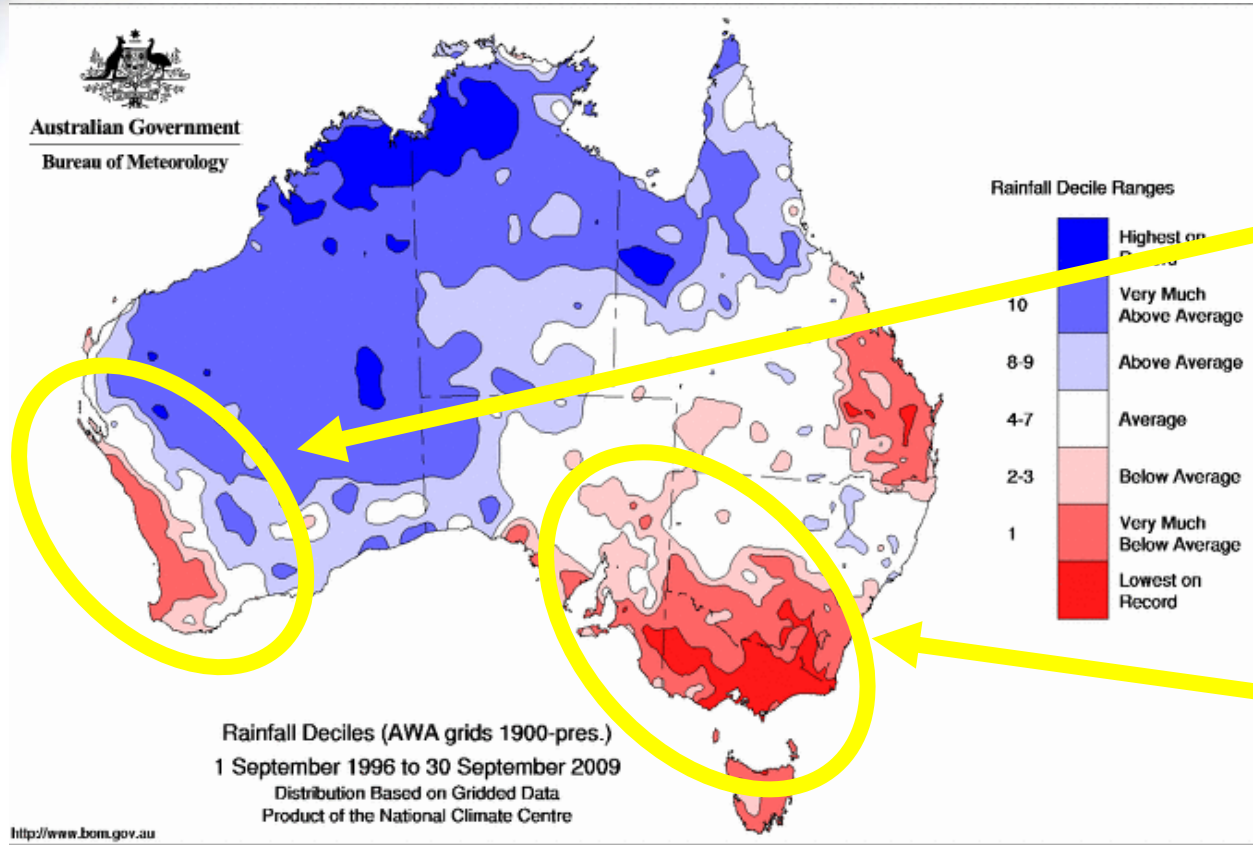 Australian Government
Bureau of Meteorology
Rainfall Decile Ranges
Highest on
10
Very Much
Above Average
8-9
Above Average
4-7
Average
2-3
Below Average
1
Very Much
Below Average
Lowest on
Record
Rainfall Deciles (AWA grids 1900-pres.)
1 September 1996 to 30 September 2009
Distribution Based on Gridded Data
Product of the National Climate Centre
http://www.bom.gov.au